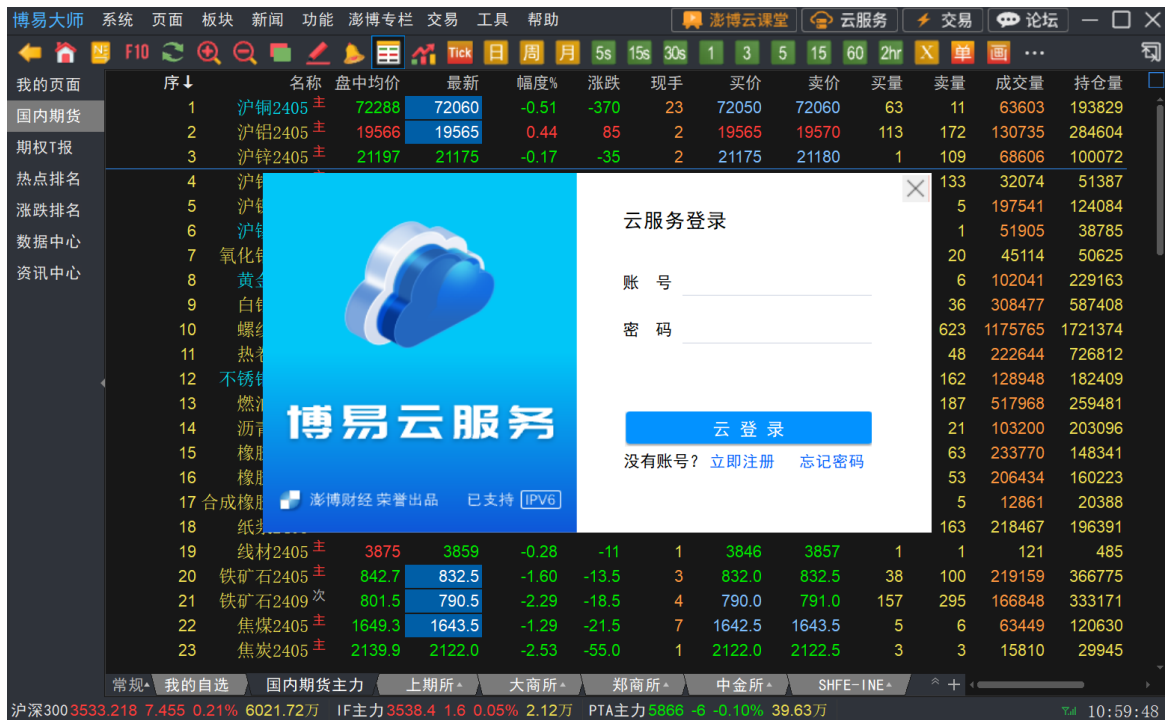 博易大师 系统 页面 板块 新闻 功能 澎博专栏 交易 工具 帮助 澎博云课堂 云服务 交易 论坛
F10 Tick 日 周 月 5s 15s 30s 1 3 5 15 60 2hr X 单 画 ...
我的页面
国内期货
期权T报
热点排名
涨跌排名
数据中心
资讯中心
序↓ 名称 盘中均价 最新 幅度% 涨跌 现手 买价 卖价 买量 卖量 成交量 持仓量
1 沪铜2405 主 72288 72060 -0.51 -370 23 72050 72060 63 11 63603 193829
2 沪铝2405 主 19566 19565 0.44 85 2 19565 19570 113 172 130735 284604
3 沪锌2405 主 21197 21175 -0.17 -35 2 21175 21180 1 109 68606 100072
4 沪 133 32074 51387
5 沪 5 197541 124084
6 沪 1 51905 38785
7 氧化 20 45114 50625
8 黄 6 102041 229163
9 白 36 308477 587408
10 螺 623 1175765 1721374
11 热 48 222644 726812
12 不锈 162 128948 182409
13 燃 187 517968 259481
14 沥 21 103200 203096
15 橡 63 233770 148341
16 橡 53 206434 160223
17 合成橡 5 12861 20388
18 纸 163 218467 196391
19 线材2405 主 3875 3859 -0.28 -11 1 3846 3857 1 1 121 485
20 铁矿石2405 主 842.7 832.5 -1.60 -13.5 3 832.0 832.5 38 100 219159 366775
21 铁矿石2409 次 801.5 790.5 -2.29 -18.5 4 790.0 791.0 157 295 166848 333171
22 焦煤2405 主 1649.3 1643.5 -1.29 -21.5 7 1642.5 1643.5 5 6 63449 120630
23 焦炭2405 主 2139.9 2122.0 -2.53 -55.0 1 2122.0 2122.5 3 3 15810 29945
博易云服务
澎博财经 荣誉出品 已支持 IPV6
云服务登录
账 号
密 码
云 登 录
没有账号? 立即注册 忘记密码
常规 我的自选 国内期货主力 上期所 大商所 郑商所 中金所 SHFE-INE
沪深300 3533.218 7.455 0.21% 6021.72万 IF主力 3538.4 1.6 0.05% 2.12万 PTA主力 5866 -6 -0.10% 39.63万 10:59:48